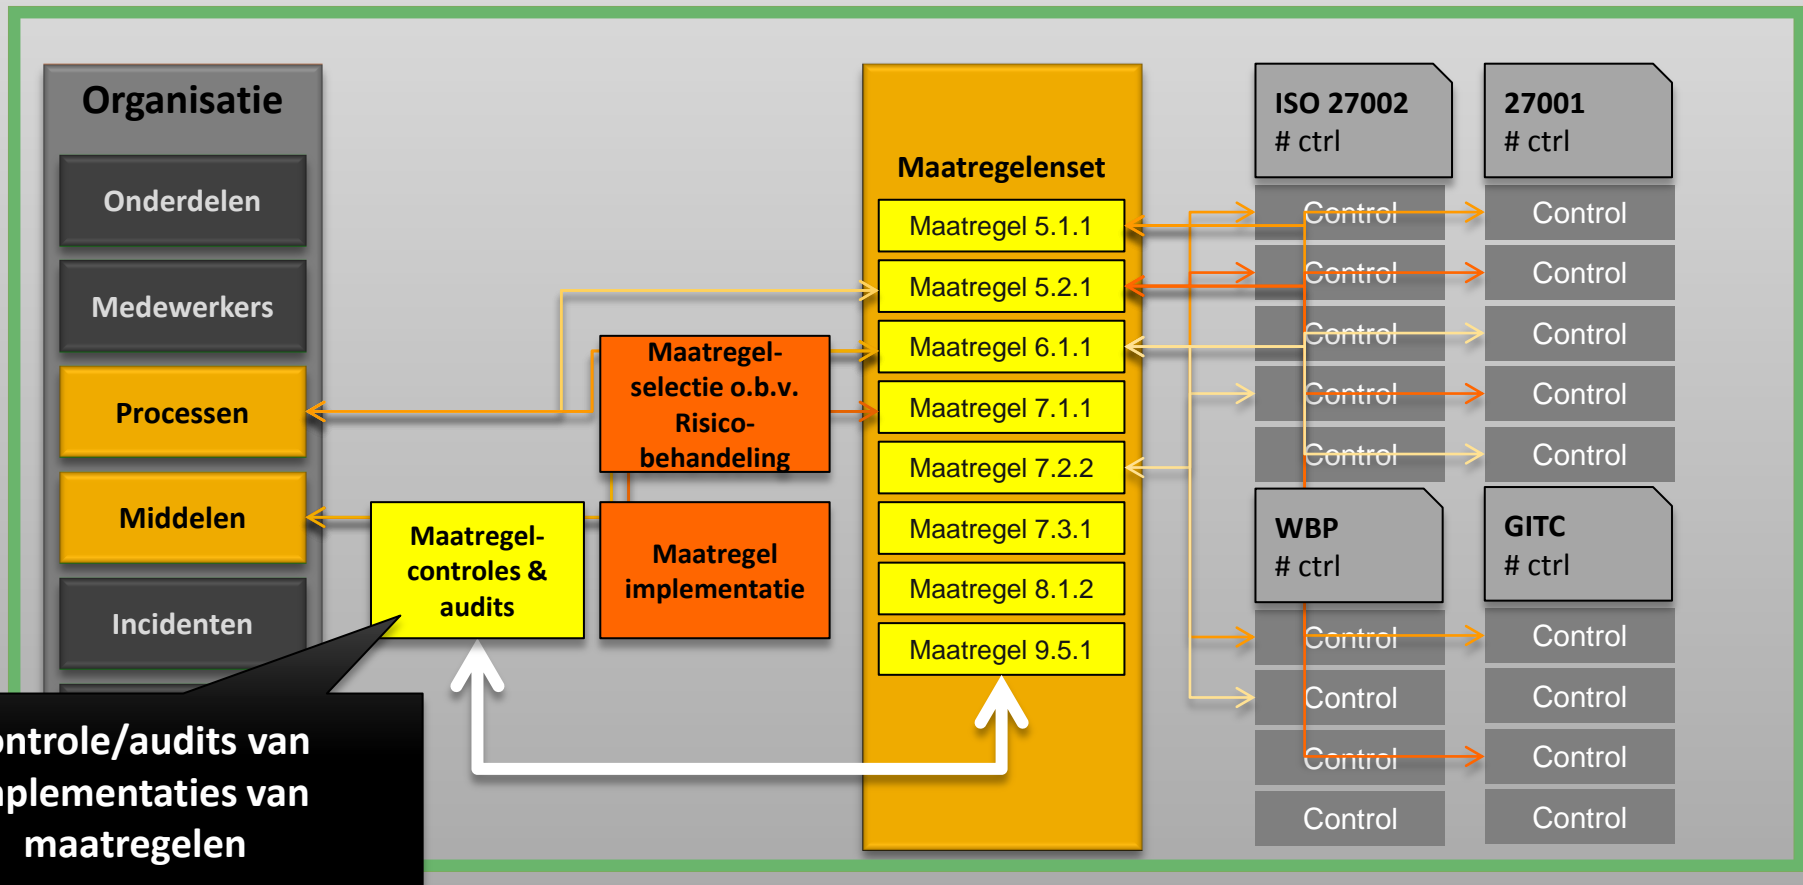 Organisatie
Onderdelen
Medewerkers
Processen
Middelen
Incidenten
Maatregel-
selectie o.b.v.
Risico-
behandeling
Maatregel-
controles &
audits
Maatregel
implementatie
van
van
maatregelen
Maatregelenset
Maatregel 5.1.1
Maatregel 5.2.1
Maatregel 6.1.1
Maatregel 7.1.1
Maatregel 7.2.2
Maatregel 7.3.1
Maatregel 8.1.2
Maatregel 9.5.1
ISO 27002
# ctrl
Control
Control
Control
Control
Control
27001
# ctrl
Control
Control
Control
Control
Control
WBP
# ctrl
Control
Control
Control
Control
GITC
# ctrl
Control
Control
Control
Control